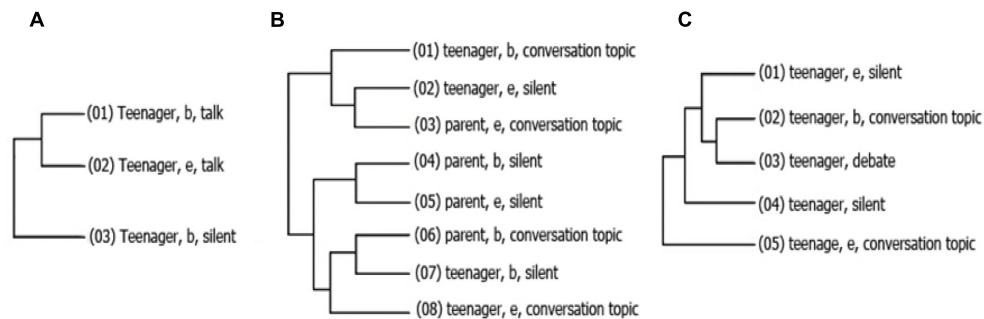 A
(01) Teenager, b, talk
(02) Teenager, e, talk
(03) Teenager, b, silent
B
(01) teenager, b, conversation topic
(02) teenager, e, silent
(03) parent, e, conversation topic
(04) parent, b, silent
(05) parent, e, silent
(06) parent, b, conversation topic
(07) teenager, b, silent
(08) teenager, e, conversation topic
C
(01) teenager, e, silent
(02) teenager, b, conversation topic
(03) teenager, debate
(04) teenager, silent
(05) teenage, e, conversation topic